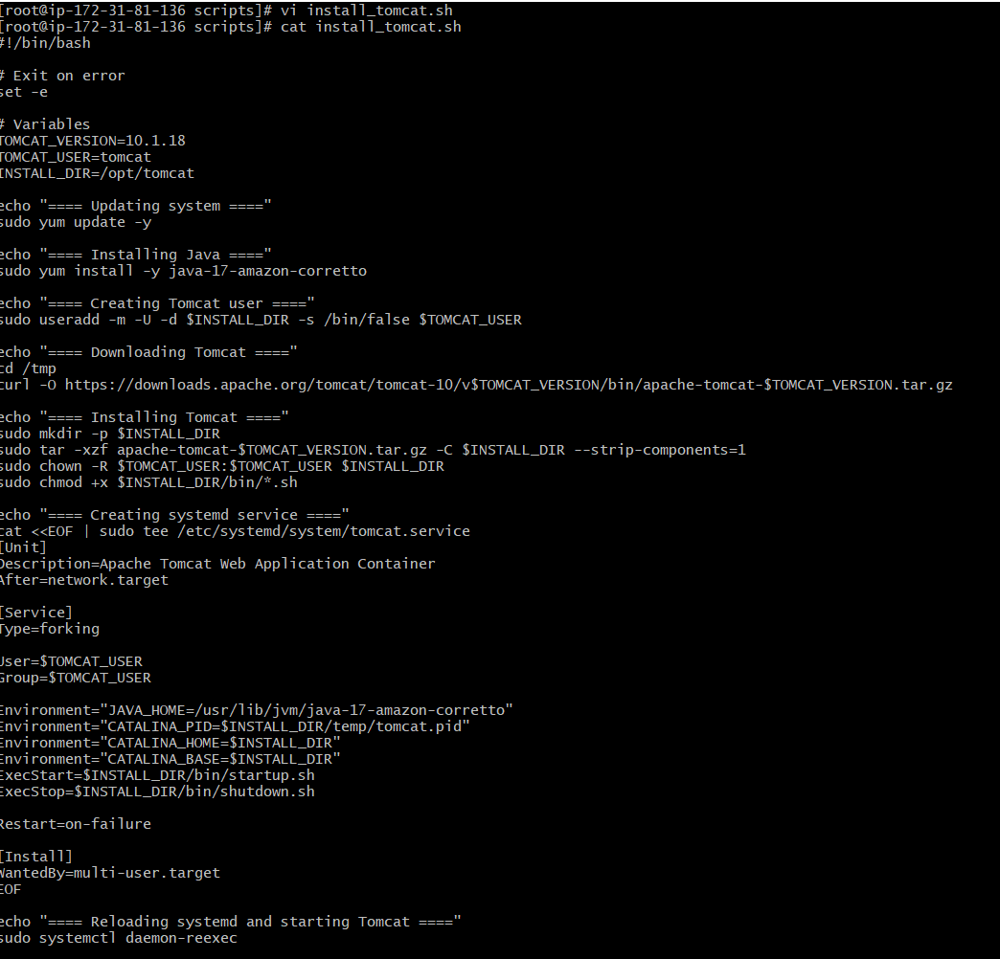 [root@ip-172-31-81-136 scripts]# vi install_tomcat.sh
[root@ip-172-31-81-136 scripts]# cat install_tomcat.sh
#!/bin/bash

# Exit on error
set -e

# Variables
TOMCAT_VERSION=10.1.18
TOMCAT_USER=tomcat
INSTALL_DIR=/opt/tomcat

echo "==== Updating system ===="
sudo yum update -y

echo "==== Installing Java ===="
sudo yum install -y java-17-amazon-corretto

echo "==== Creating Tomcat user ===="
sudo useradd -m -U -d $INSTALL_DIR -s /bin/false $TOMCAT_USER

echo "==== Downloading Tomcat ===="
cd /tmp
curl -O https://downloads.apache.org/tomcat/tomcat-10/v$TOMCAT_VERSION/bin/apache-tomcat-$TOMCAT_VERSION.tar.gz

echo "==== Installing Tomcat ===="
sudo mkdir -p $INSTALL_DIR
sudo tar -xzf apache-tomcat-$TOMCAT_VERSION.tar.gz -C $INSTALL_DIR --strip-components=1
sudo chown -R $TOMCAT_USER:$TOMCAT_USER $INSTALL_DIR
sudo chmod +x $INSTALL_DIR/bin/*.sh

echo "==== Creating systemd service ===="
cat <<EOF | sudo tee /etc/systemd/system/tomcat.service
[Unit]
Description=Apache Tomcat Web Application Container
After=network.target

[Service]
Type=forking

User=$TOMCAT_USER
Group=$TOMCAT_USER

Environment="JAVA_HOME=/usr/lib/jvm/java-17-amazon-corretto"
Environment="CATALINA_PID=$INSTALL_DIR/temp/tomcat.pid"
Environment="CATALINA_HOME=$INSTALL_DIR"
Environment="CATALINA_BASE=$INSTALL_DIR"
ExecStart=$INSTALL_DIR/bin/startup.sh
ExecStop=$INSTALL_DIR/bin/shutdown.sh

Restart=on-failure

[Install]
WantedBy=multi-user.target
EOF

echo "==== Reloading systemd and starting Tomcat ===="
sudo systemctl daemon-reexec